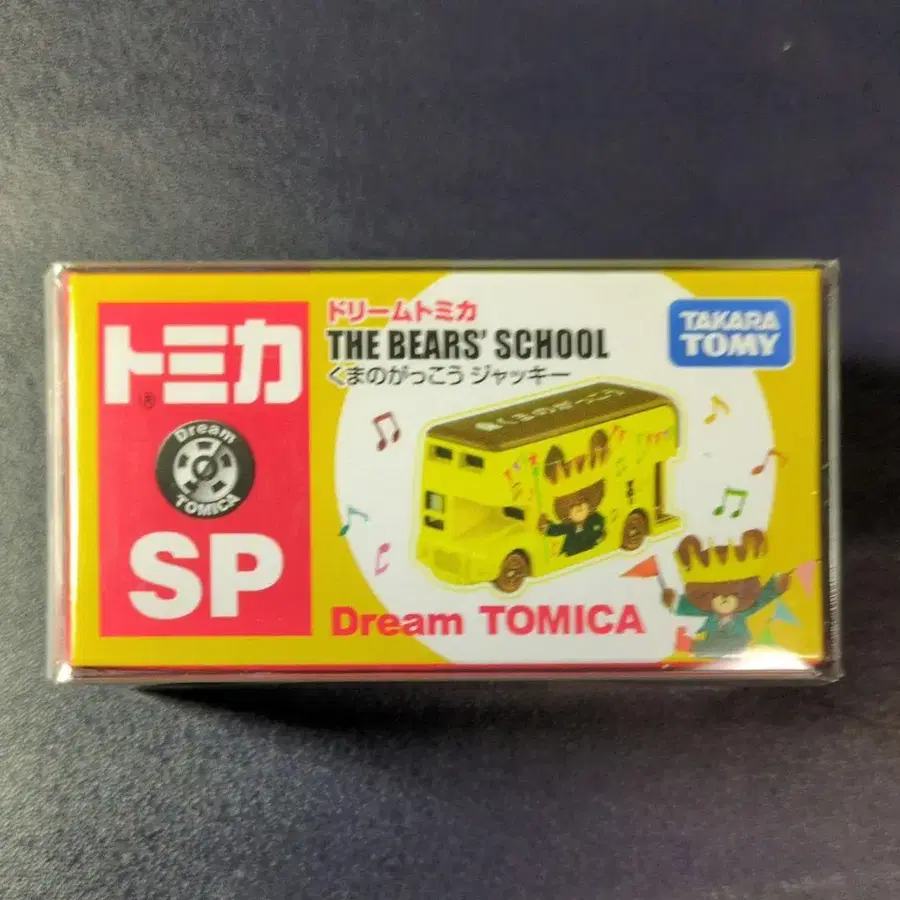 トミカ
®
Dream
TOMICA
SP
ドリームトミカ
THE BEARS' SCHOOL
くまのがっこう ジャッキー
TAKARA
TOMY
Dream TOMICA